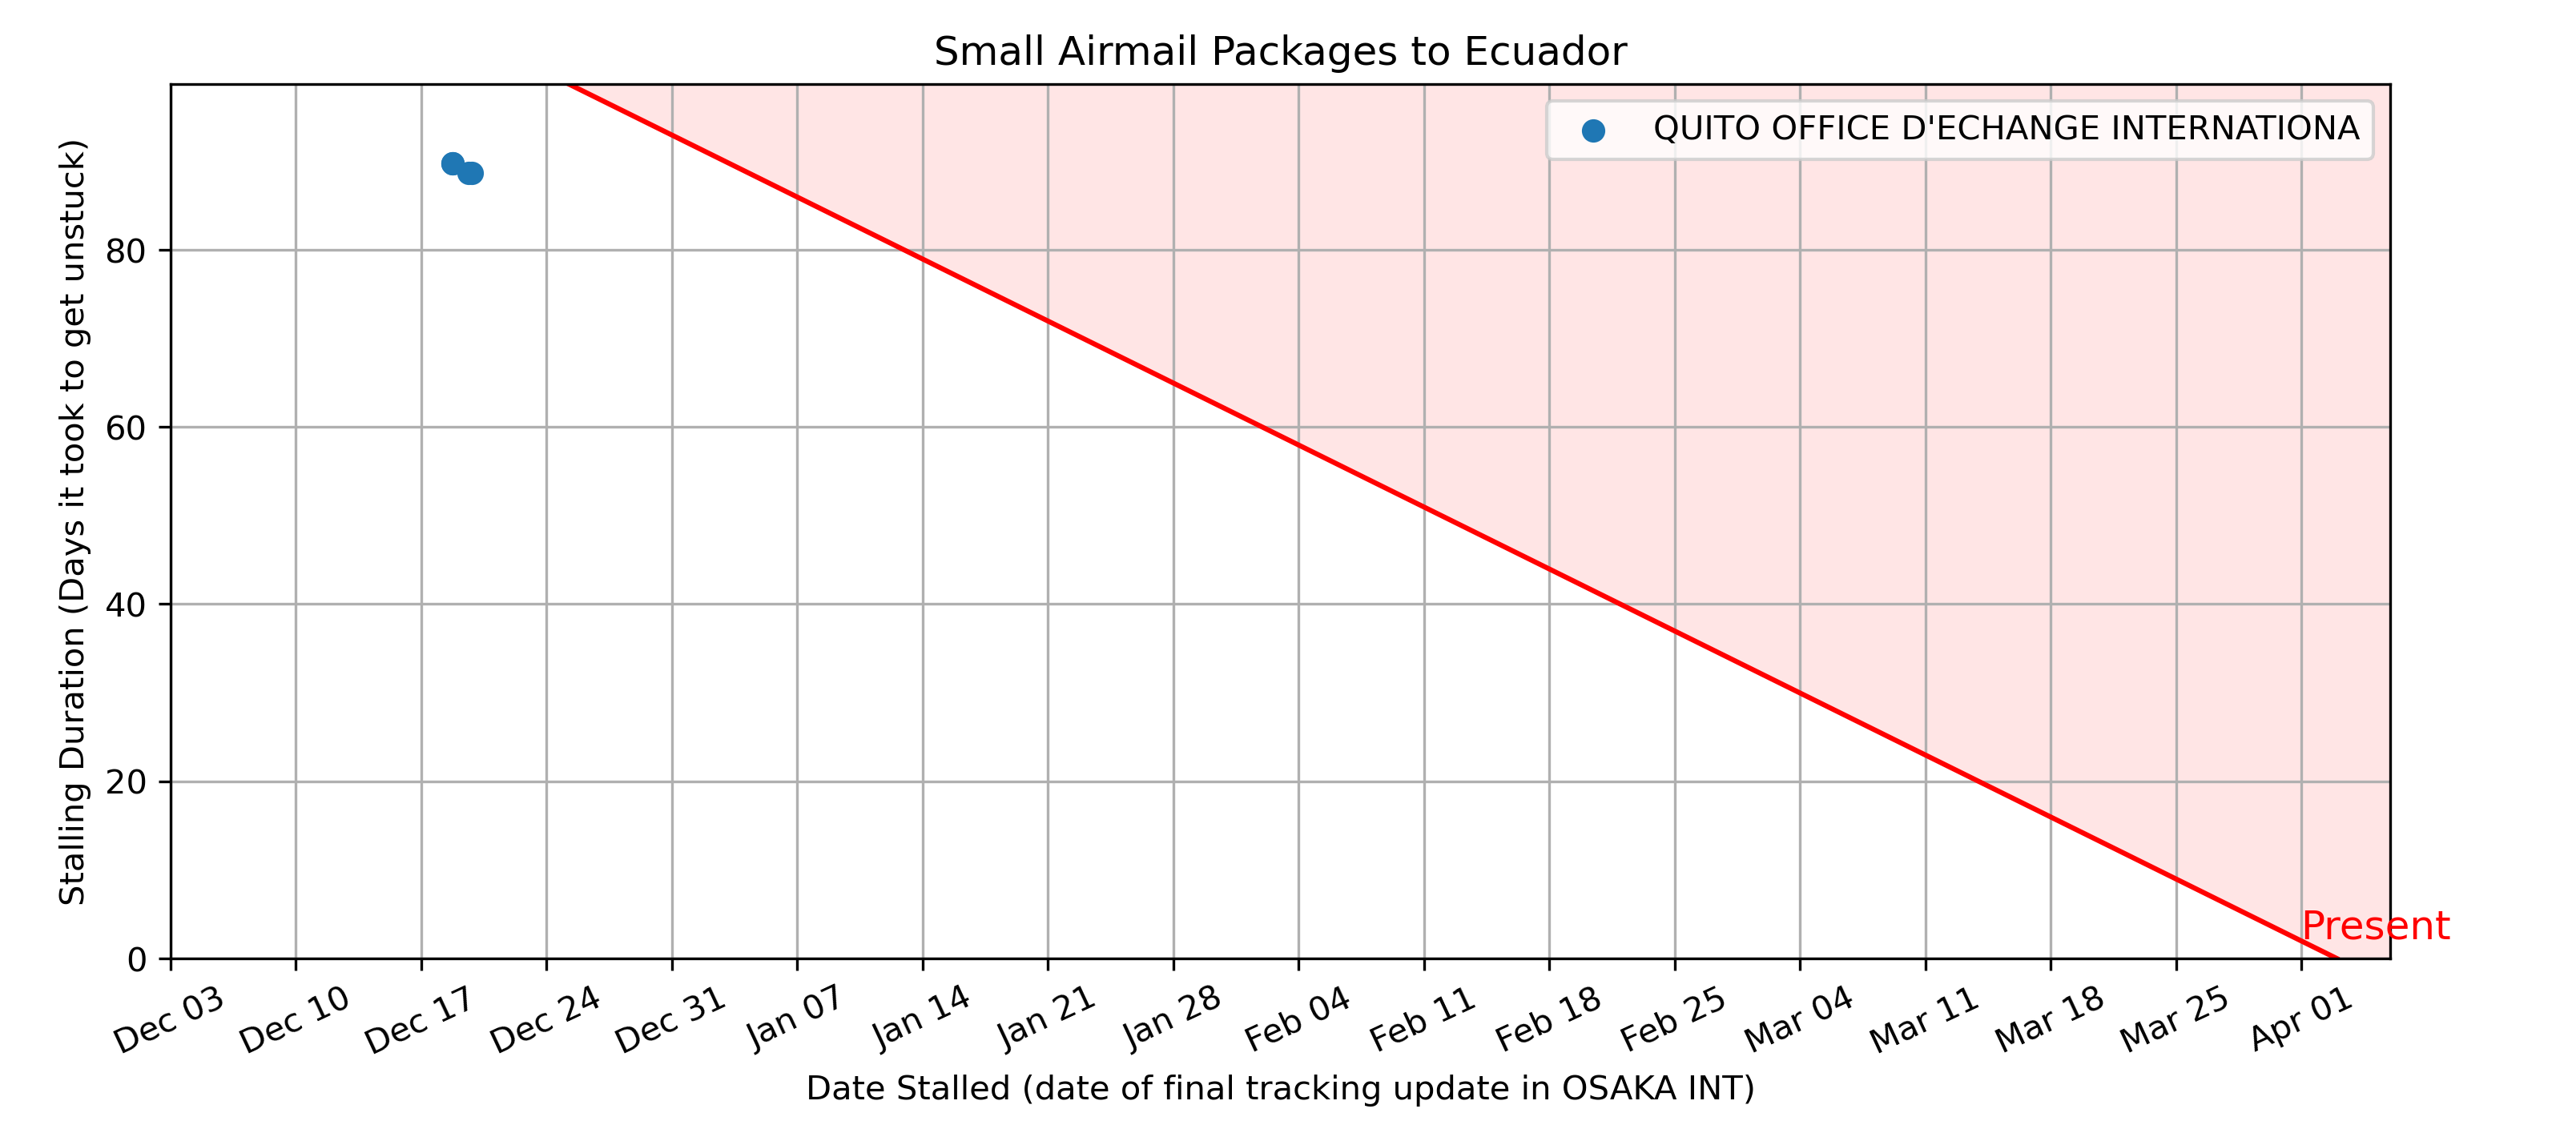 Small Airmail Packages to Ecuador
QUITO OFFICE D'ECHANGE INTERNATIONA
Stalling Duration (Days it took to get unstuck)
80
60
40
20
0
Present
Dec 03
Dec 10
Dec 17
Dec 24
Dec 31
Jan 07
Jan 14
Jan 21
Jan 28
Feb 04
Feb 11
Feb 18
Feb 25
Mar 04
Mar 11
Mar 18
Mar 25
Apr 01
Date Stalled (date of final tracking update in OSAKA INT)